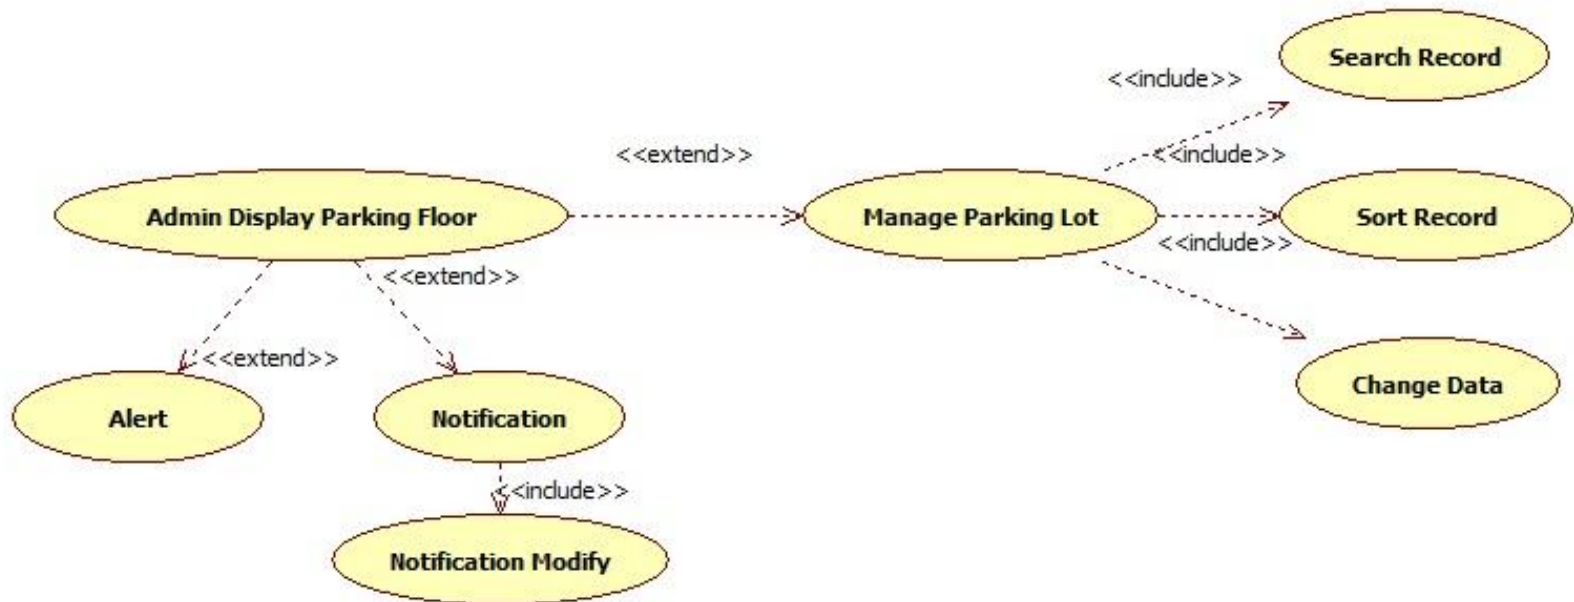 Search Record
<<include>>
<<extend>>
<<include>>
Admin Display Parking Floor
Manage Parking Lot
Sort Record
<<include>>
<<extend>>
<<extend>>
Change Data
Alert
Notification
<<include>>
Notification Modify